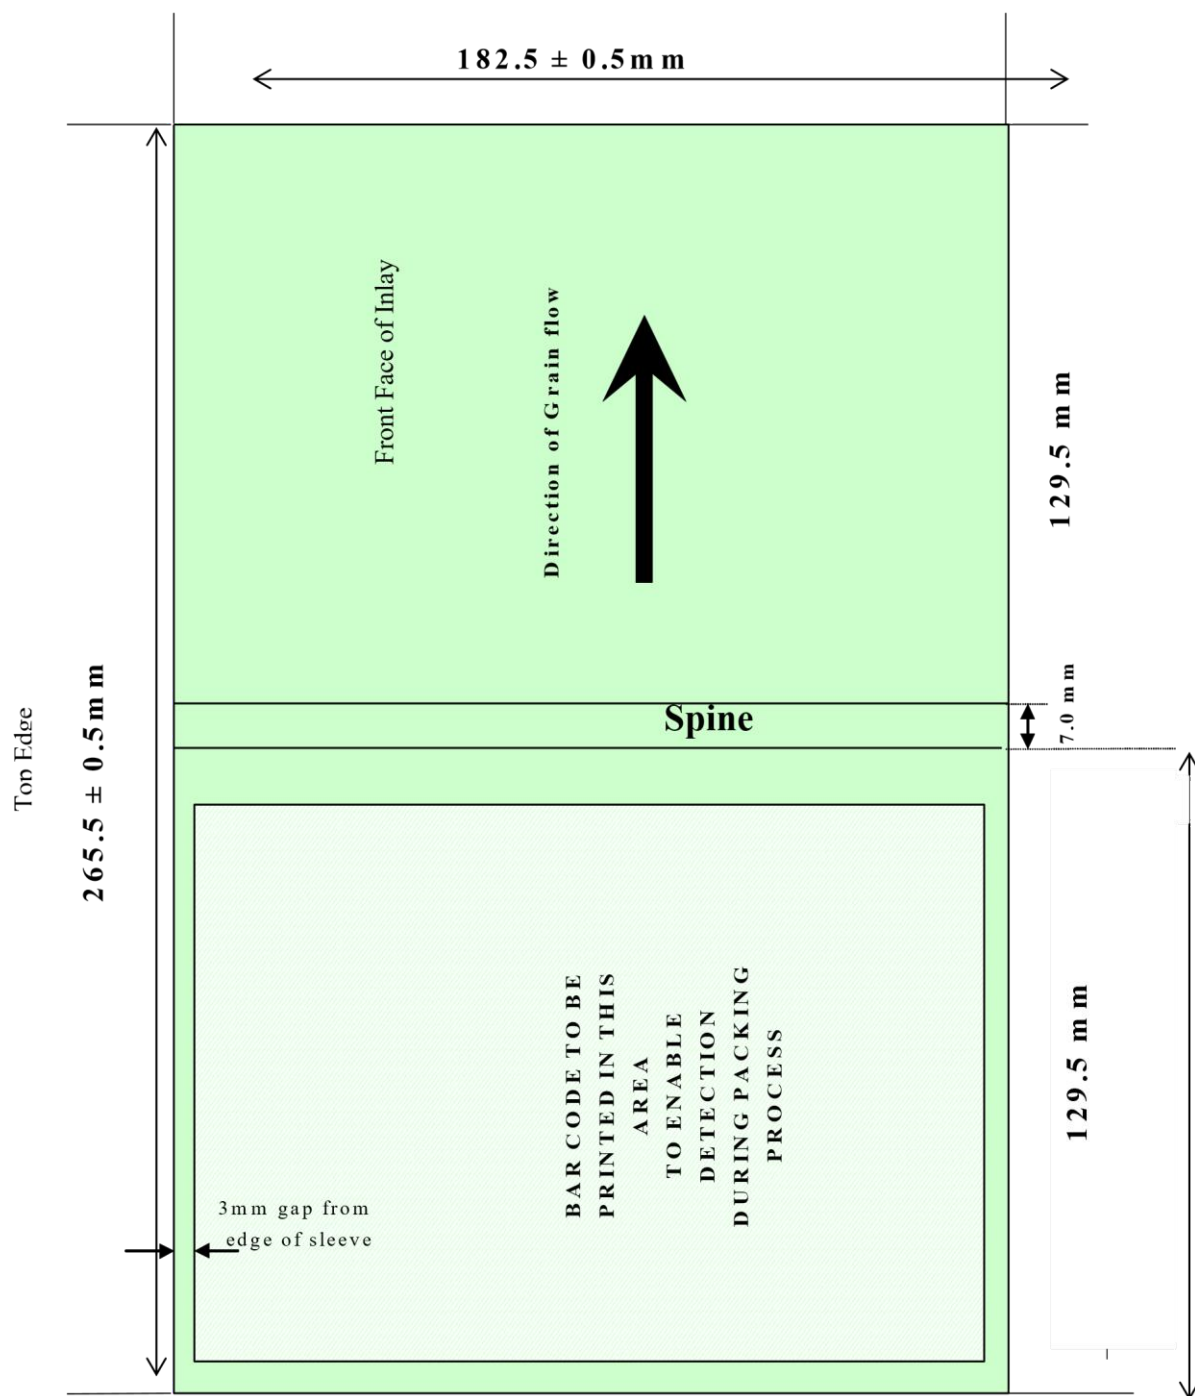 182.5 ± 0.5mm
Front Face of Inlay
Direction of Grain flow
129.5 mm
Spine
7.0 mm
Top Edge
265.5 ± 0.5mm
BAR CODE TO BE
PRINTED IN THIS
AREA
TO ENABLE
DETECTION
DURING PACKING
PROCESS
129.5 mm
3mm gap from
edge of sleeve